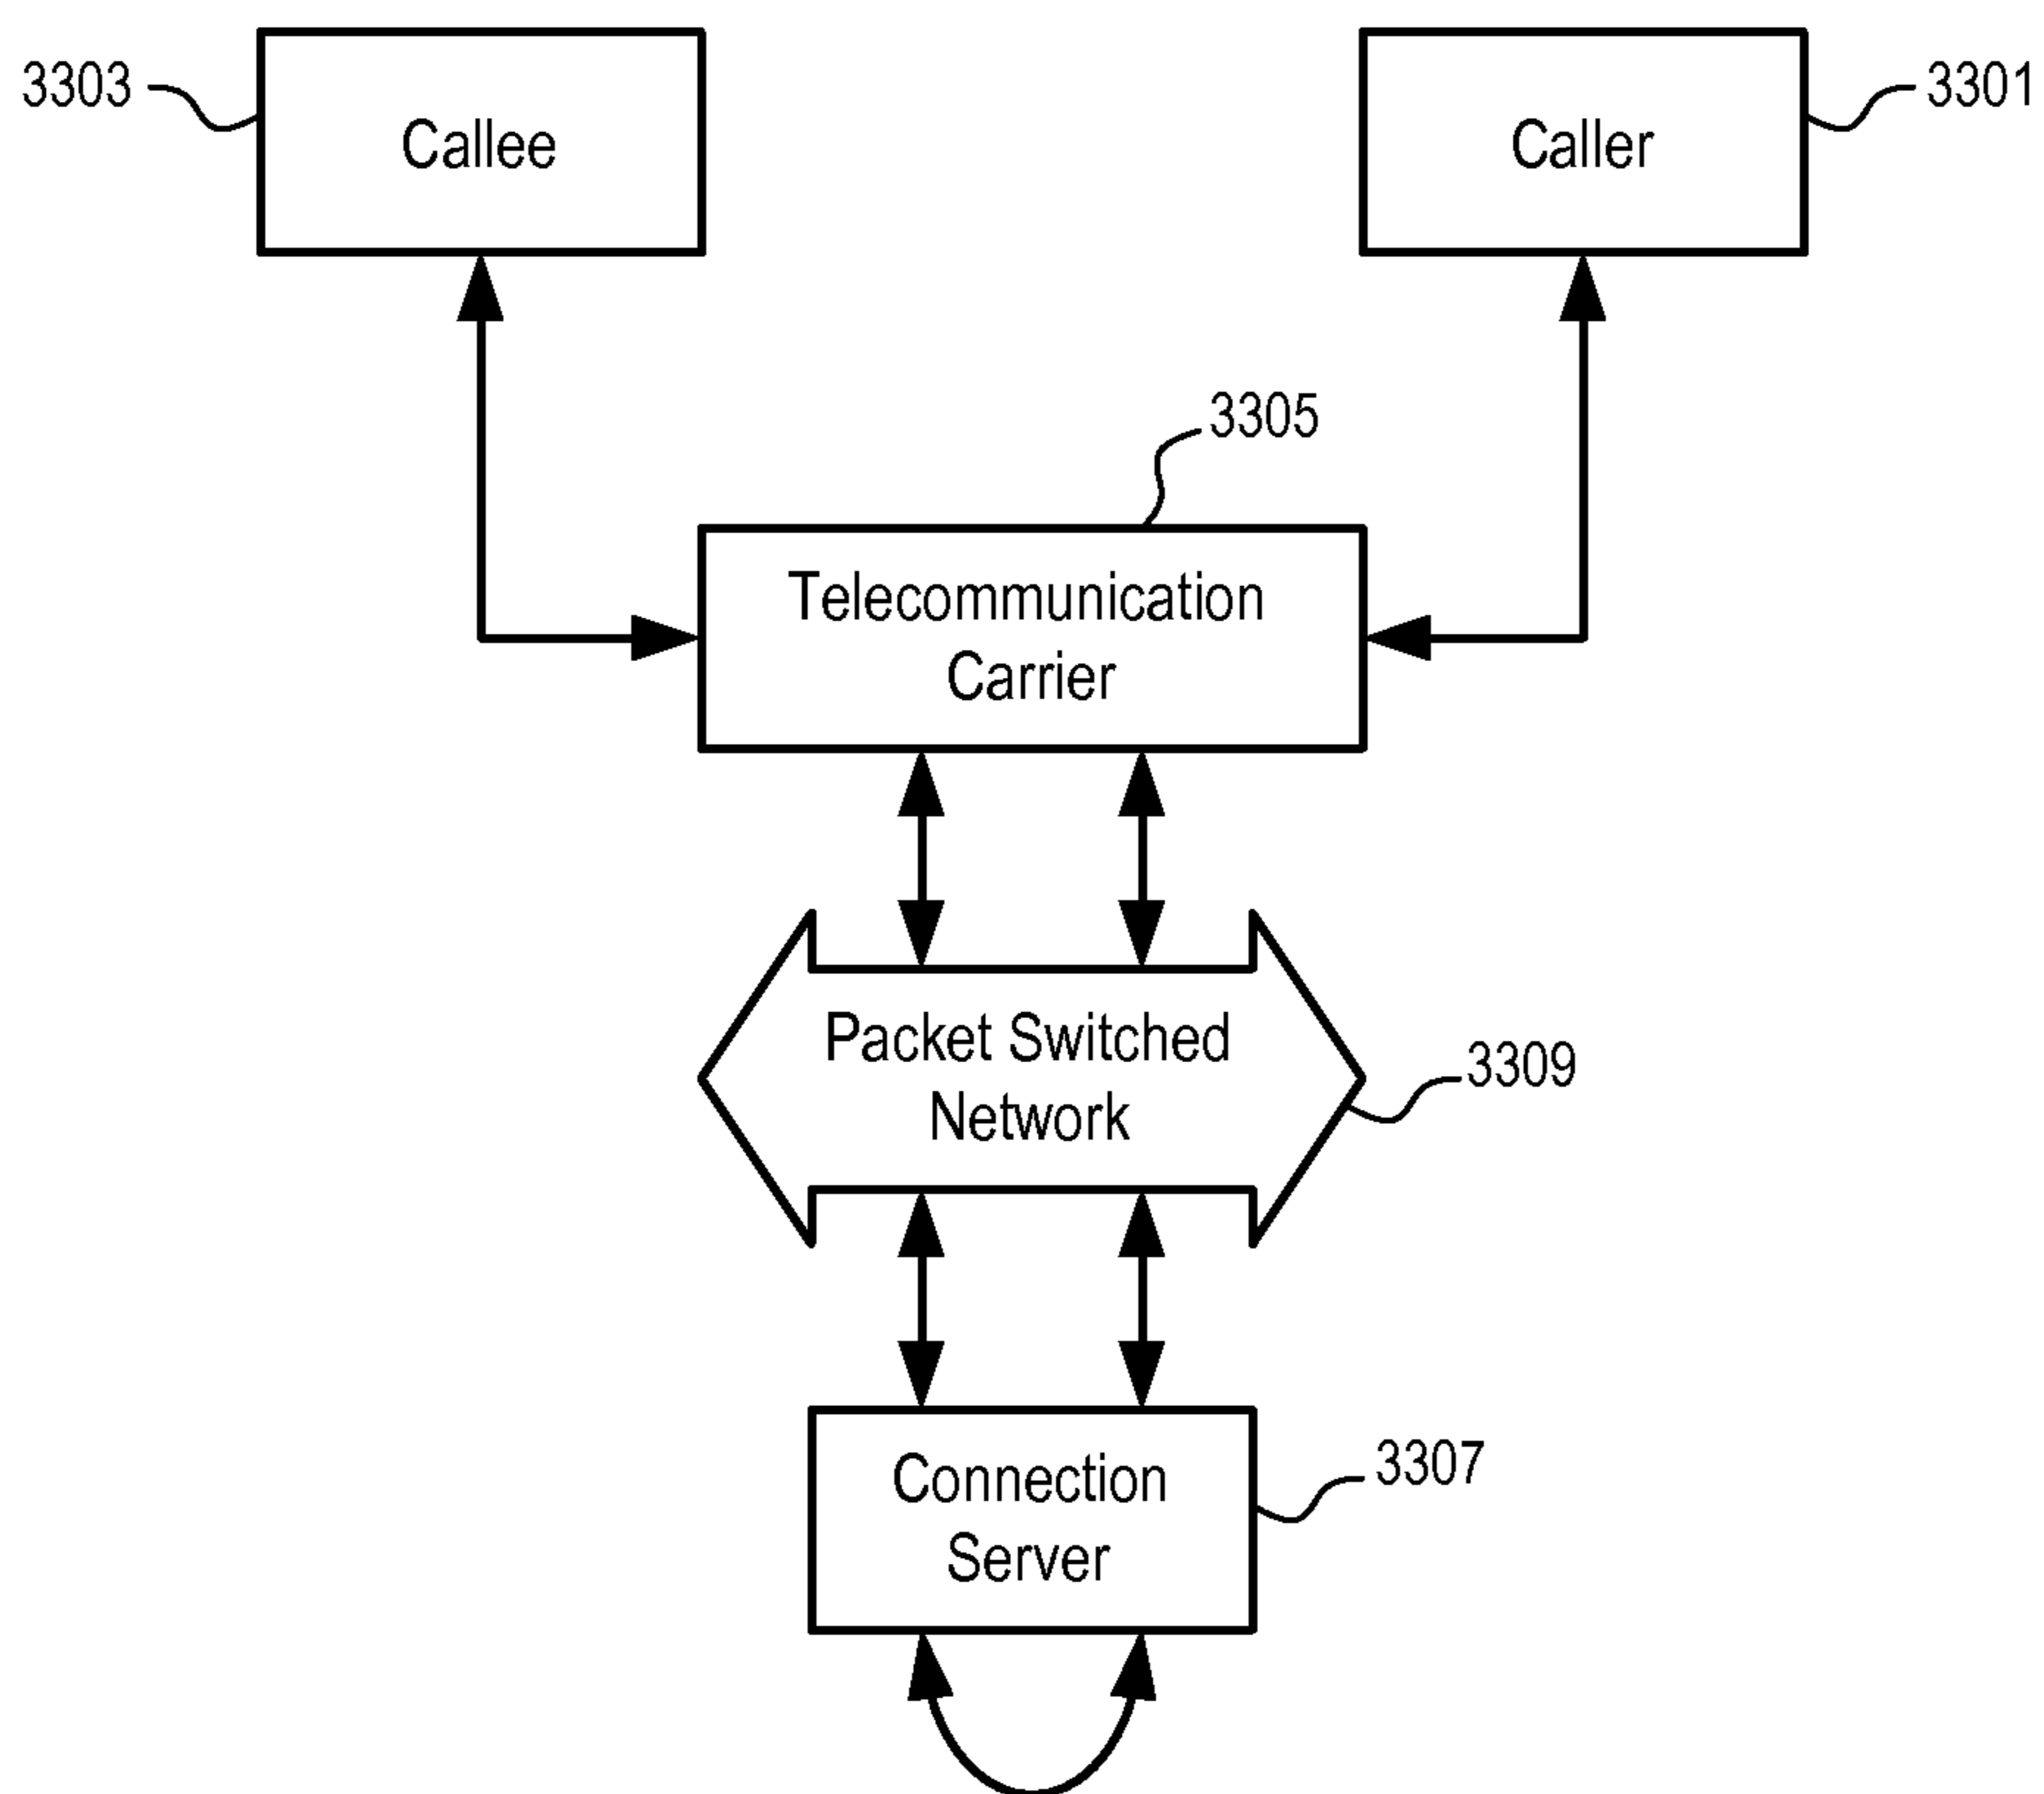 3303
Callee
Caller
3301
3305
Telecommunication
Carrier
Packet Switched
Network
3309
Connection
Server
3307